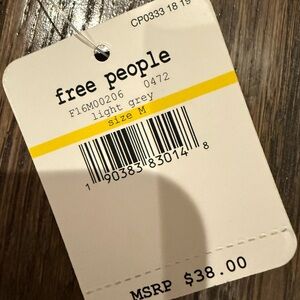 CP0333 18 19
free people
F16M00206 0472
light grey
size M
1 90383 83014 8
MSRP $38.00